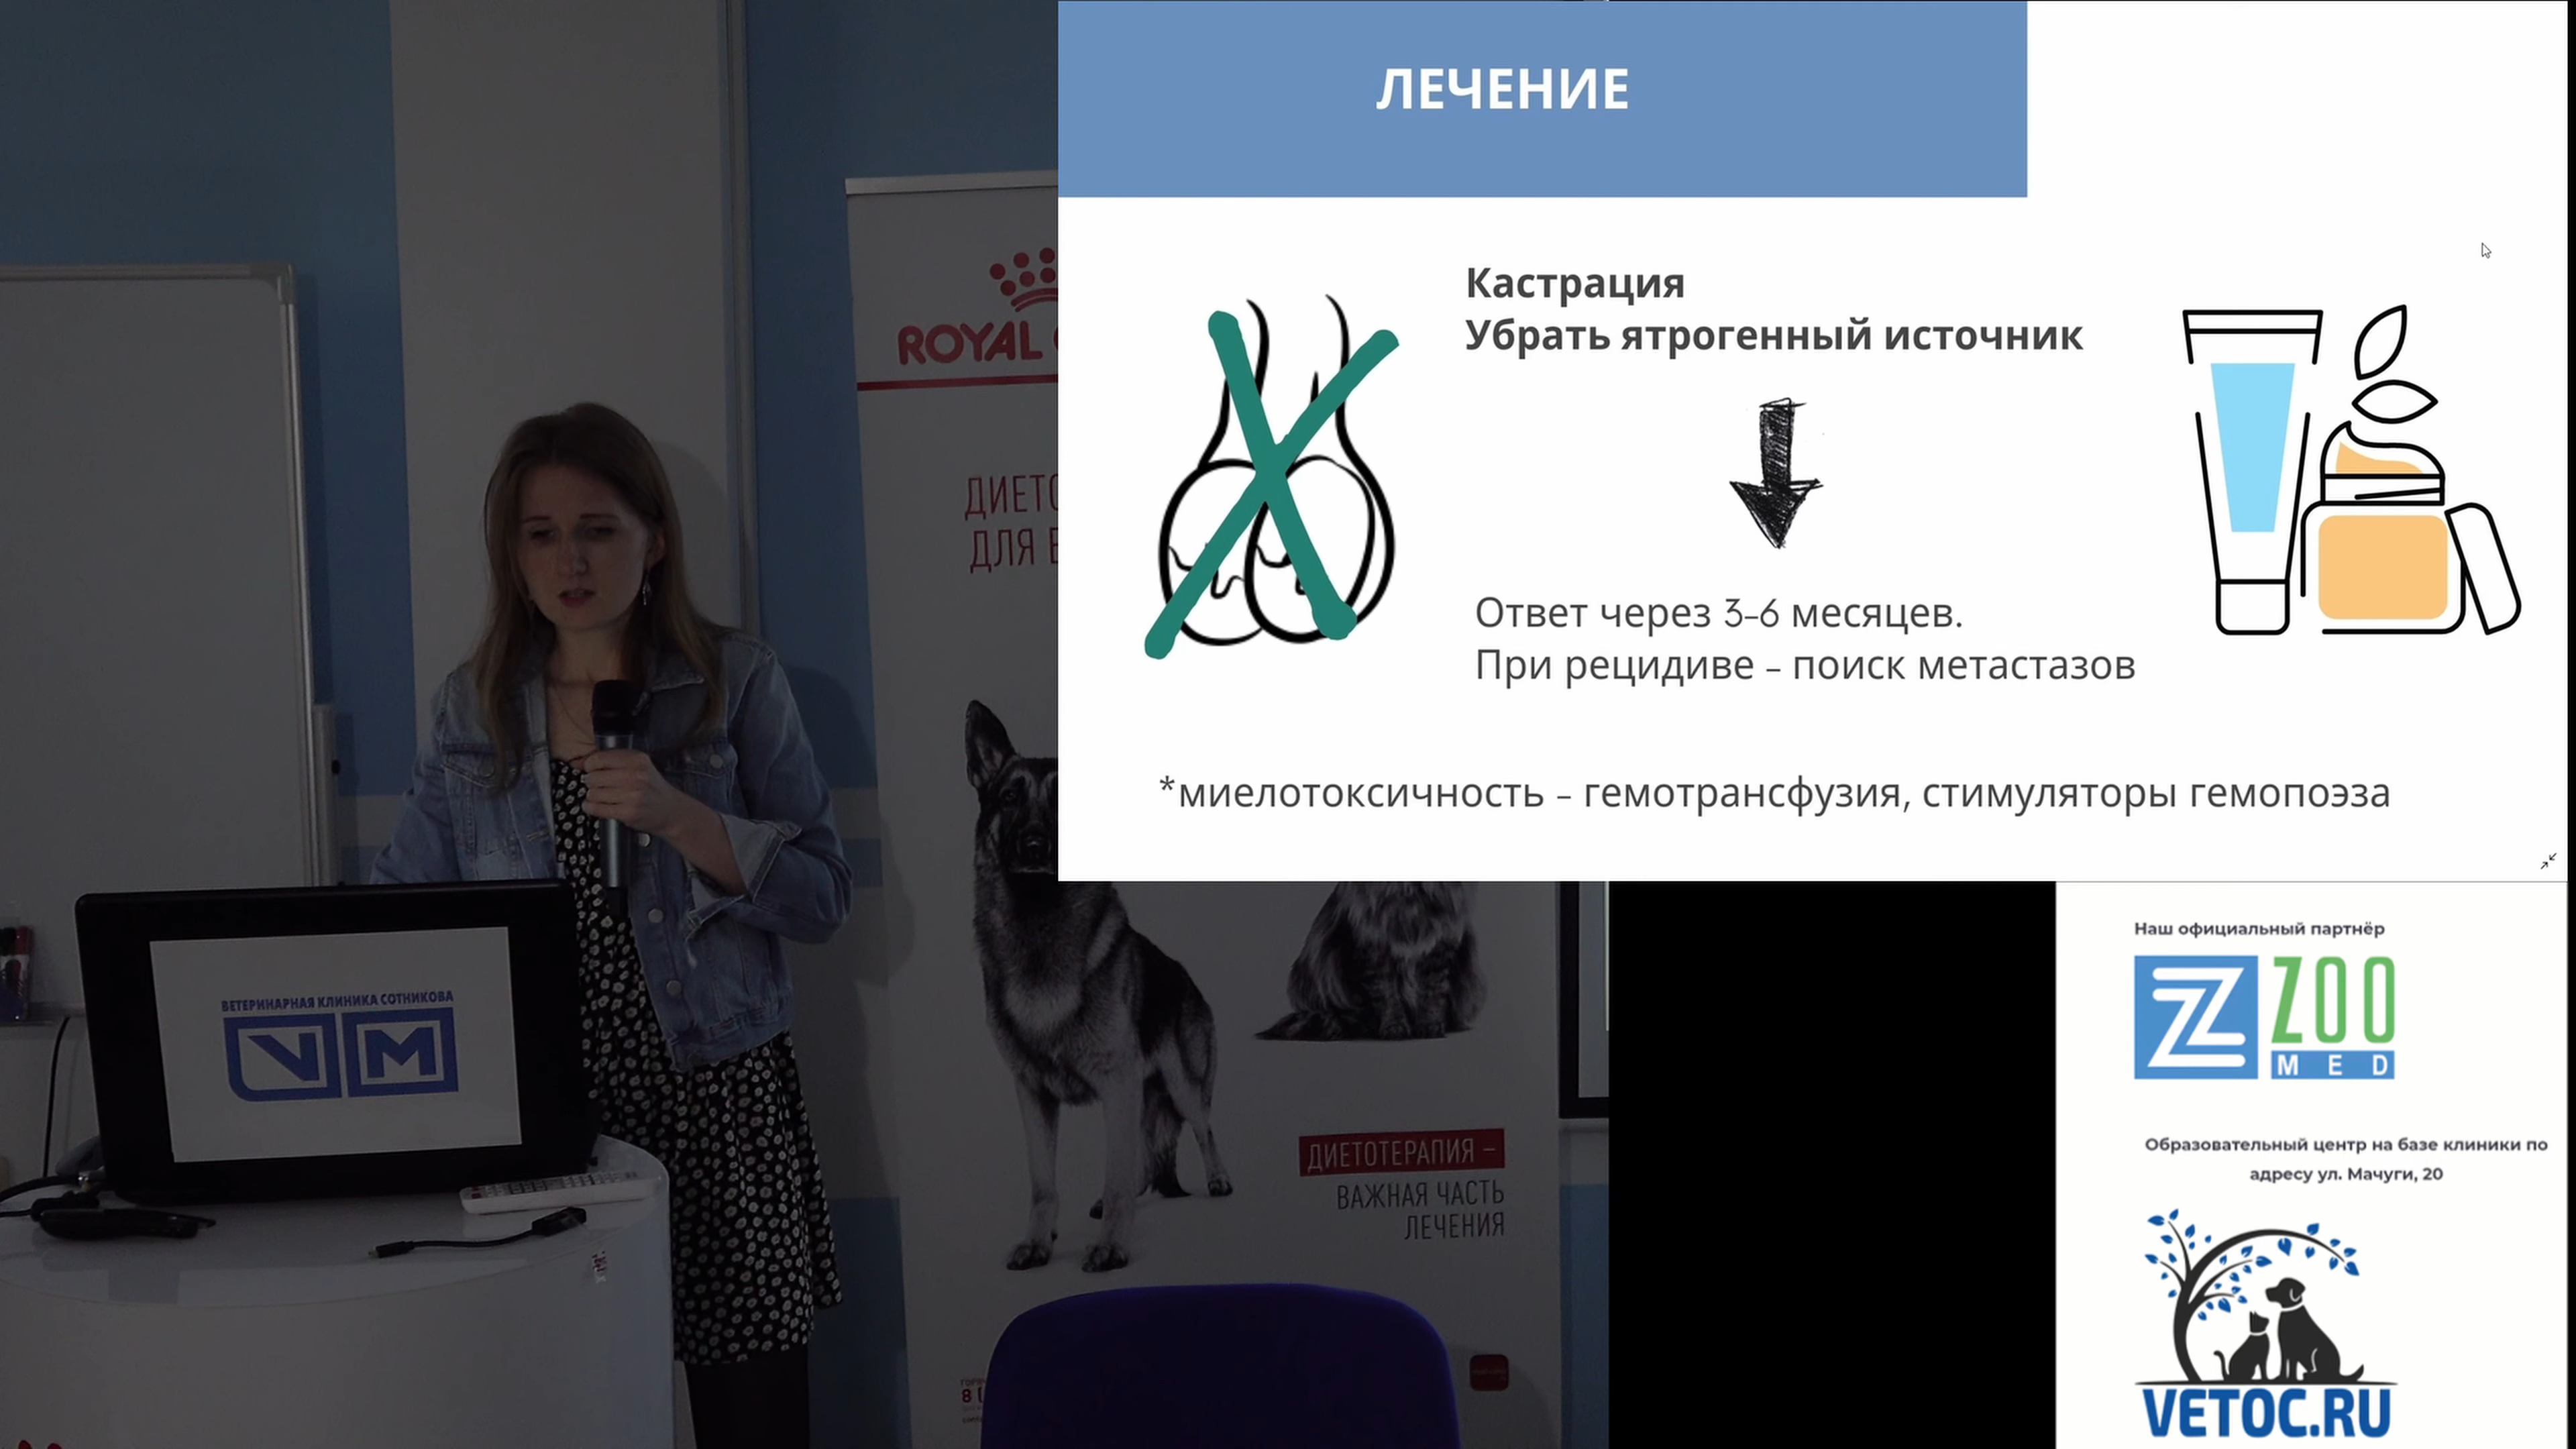 ЛЕЧЕНИЕ
Кастрация
Убрать ятрогенный источник
Ответ через 3–6 месяцев.
При рецидиве – поиск метастазов
*миелотоксичность – гемотрансфузия, стимуляторы гемопоэза
ROYAL
ДИЕТО
ДЛЯ В
ДИЕТОТЕРАПИЯ –
ВАЖНАЯ ЧАСТЬ
ЛЕЧЕНИЯ
ВЕТЕРИНАРНАЯ КЛИНИКА СОТНИКОВА
VM
Наш официальный партнёр
ZOO
MED
Образовательный центр на базе клиники по
адресу ул. Мачуги, 20
VETOC.RU